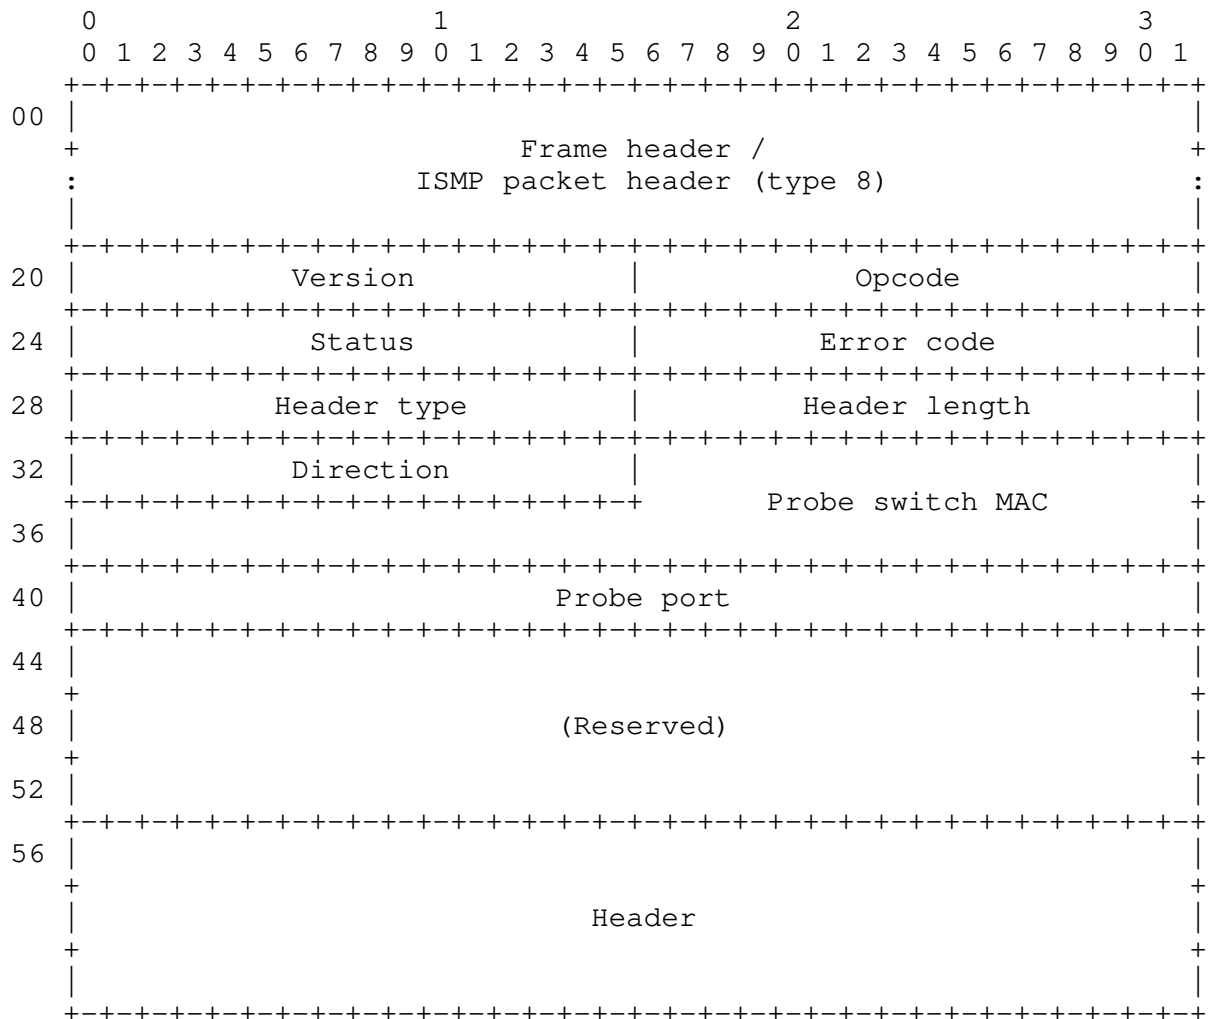 0                   1                   2                   3
 0 1 2 3 4 5 6 7 8 9 0 1 2 3 4 5 6 7 8 9 0 1 2 3 4 5 6 7 8 9 0 1
   +-+-+-+-+-+-+-+-+-+-+-+-+-+-+-+-+-+-+-+-+-+-+-+-+-+-+-+-+-+-+-+-+
00 |                                                               |
   +                         Frame header /                        +
   :                   ISMP packet header (type 8)                 :
   |                                                               |
   +-+-+-+-+-+-+-+-+-+-+-+-+-+-+-+-+-+-+-+-+-+-+-+-+-+-+-+-+-+-+-+-+
20 |            Version            |            Opcode             |
   +-+-+-+-+-+-+-+-+-+-+-+-+-+-+-+-+-+-+-+-+-+-+-+-+-+-+-+-+-+-+-+-+
24 |             Status            |          Error code           |
   +-+-+-+-+-+-+-+-+-+-+-+-+-+-+-+-+-+-+-+-+-+-+-+-+-+-+-+-+-+-+-+-+
28 |           Header type         |         Header length         |
   +-+-+-+-+-+-+-+-+-+-+-+-+-+-+-+-+-+-+-+-+-+-+-+-+-+-+-+-+-+-+-+-+
32 |            Direction          |                               |
   +-+-+-+-+-+-+-+-+-+-+-+-+-+-+-+-+       Probe switch MAC        +
36 |                                                               |
   +-+-+-+-+-+-+-+-+-+-+-+-+-+-+-+-+-+-+-+-+-+-+-+-+-+-+-+-+-+-+-+-+
40 |                           Probe port                          |
   +-+-+-+-+-+-+-+-+-+-+-+-+-+-+-+-+-+-+-+-+-+-+-+-+-+-+-+-+-+-+-+-+
44 |                                                               |
   +                                                               +
48 |                           (Reserved)                          |
   +                                                               +
52 |                                                               |
   +-+-+-+-+-+-+-+-+-+-+-+-+-+-+-+-+-+-+-+-+-+-+-+-+-+-+-+-+-+-+-+-+
56 |                                                               |
   +                                                               +
   |                             Header                            |
   +                                                               +
   |                                                               |
   +-+-+-+-+-+-+-+-+-+-+-+-+-+-+-+-+-+-+-+-+-+-+-+-+-+-+-+-+-+-+-+-+